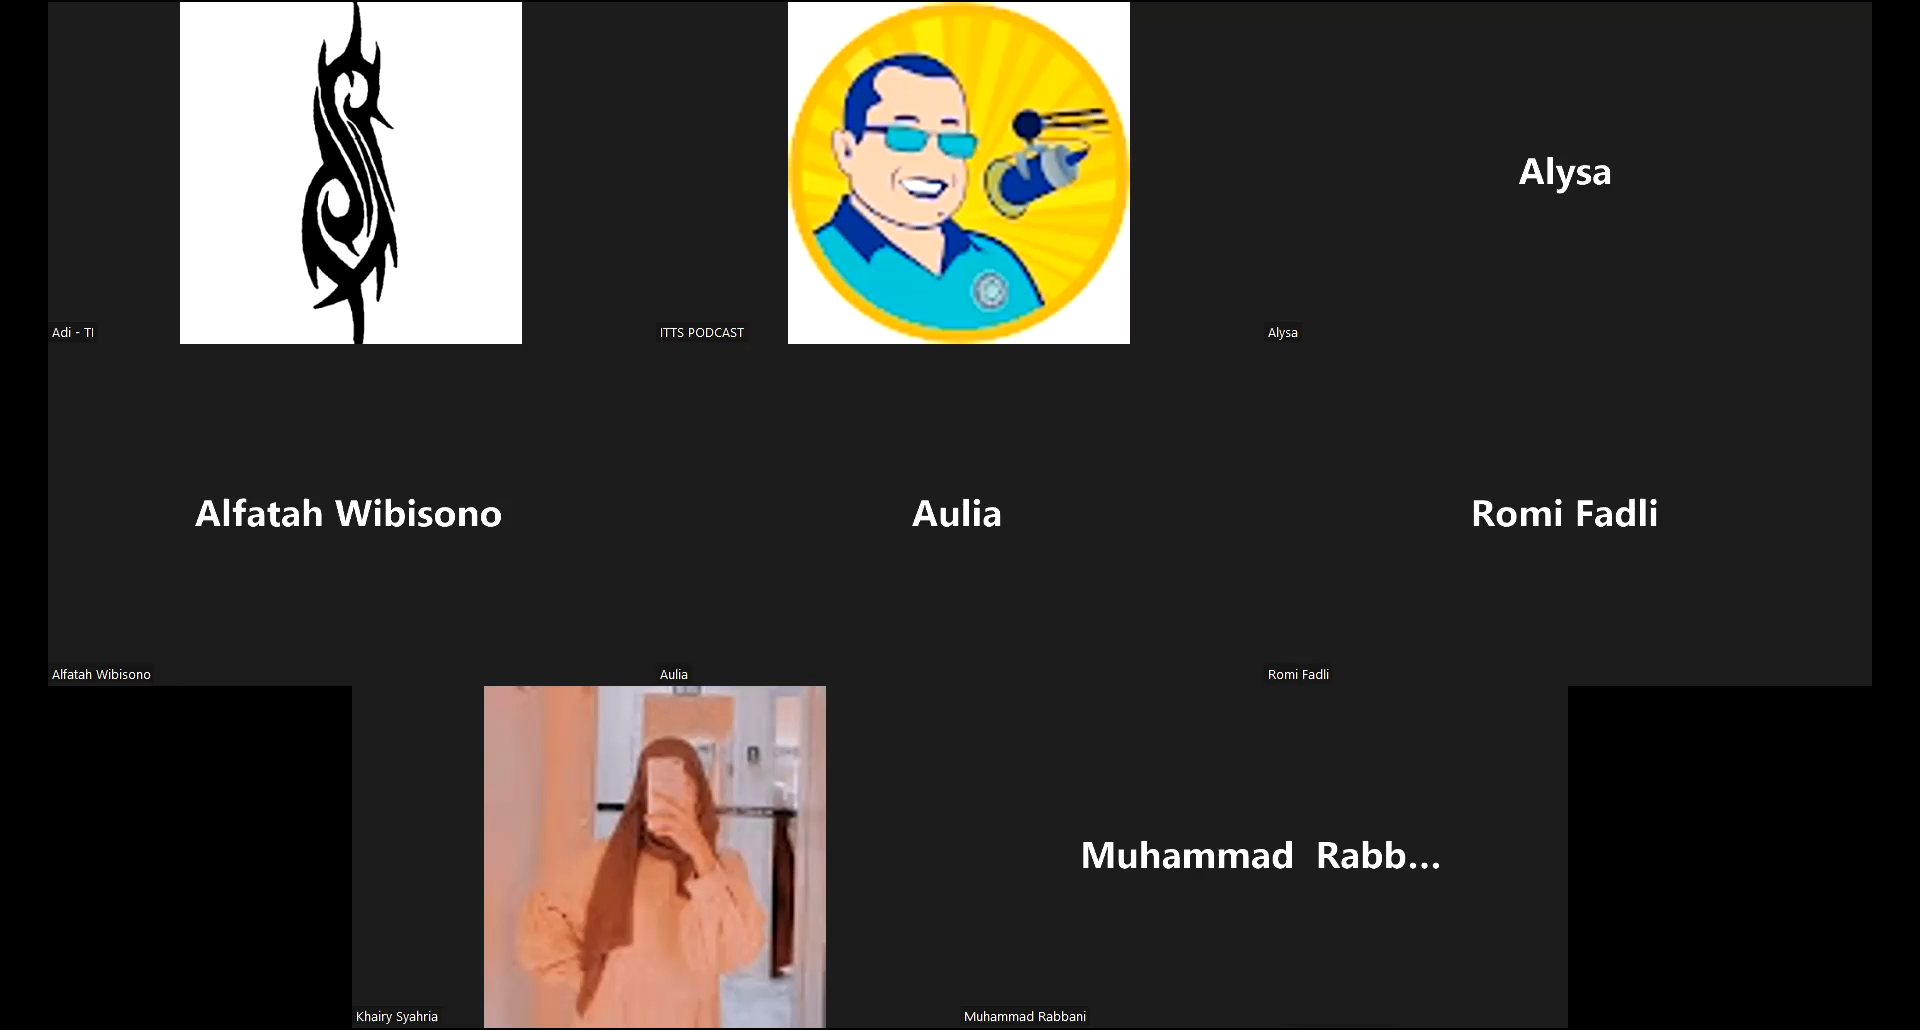 Alysa
Adi - TI
ITTS PODCAST
Alysa
Alfatah Wibisono
Aulia
Romi Fadli
Alfatah Wibisono
Aulia
Romi Fadli
Muhammad  Rabb...
Khairy Syahria
Muhammad Rabbani